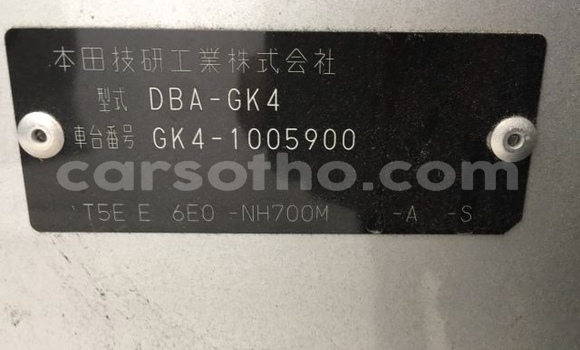 本田技研工業株式会社
型式 DBA-GK4
車台番号 GK4-1005900
carsotho.com
T5E E 6E0 -NH700M -A -S